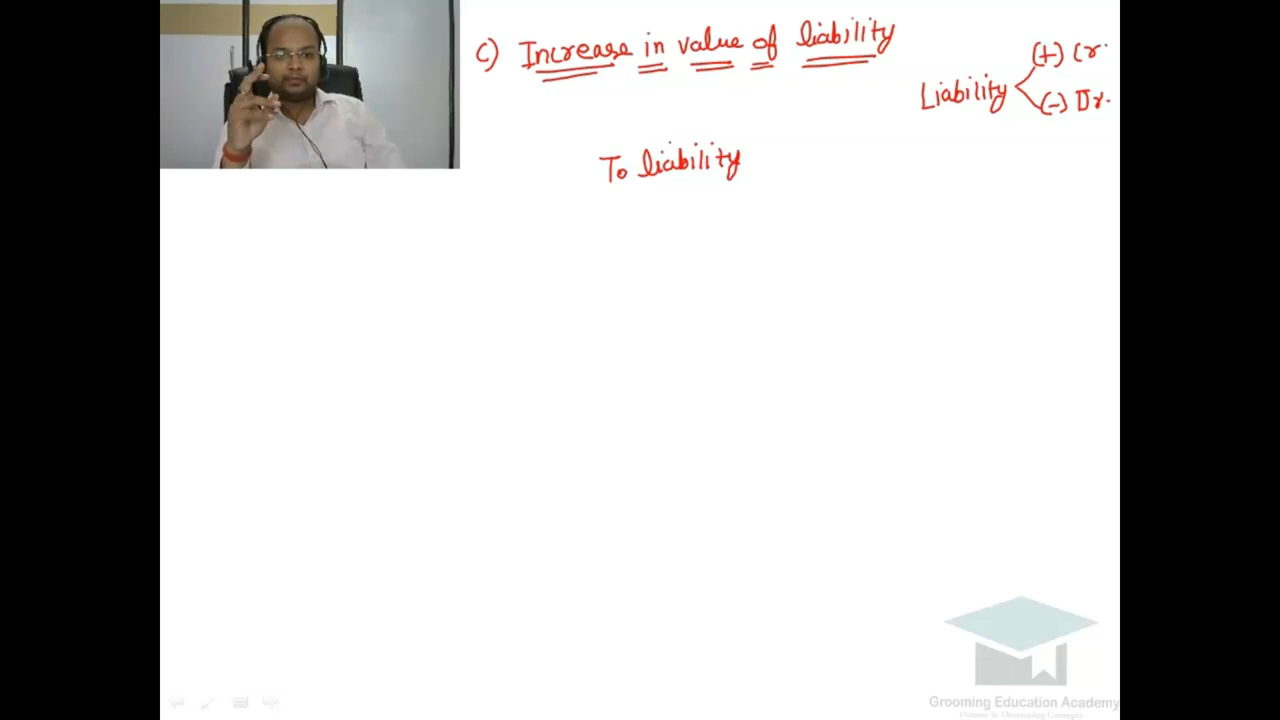 c) Increase in value of liability
Liability
(+) Cr.
(-) Dr.
To liability
Grooming Education Academy